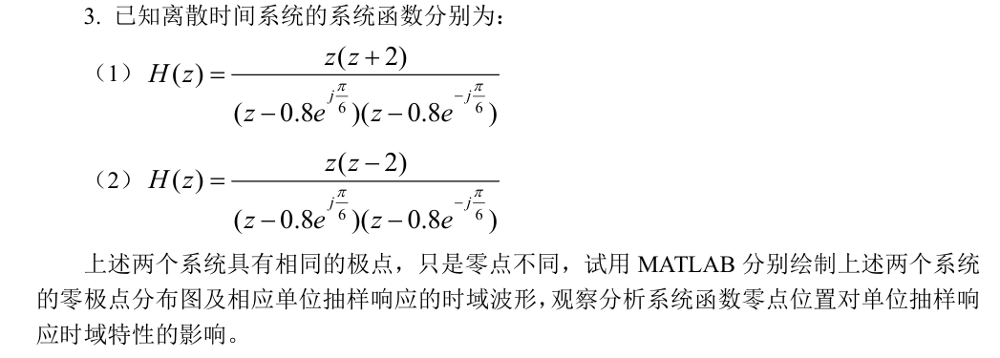 3. 已知离散时间系统的系统函数分别为：
（1） $H(z)=\dfrac{z(z+2)}{(z-0.8e^{j\frac{\pi}{6}})(z-0.8e^{-j\frac{\pi}{6}})}$
（2） $H(z)=\dfrac{z(z-2)}{(z-0.8e^{j\frac{\pi}{6}})(z-0.8e^{-j\frac{\pi}{6}})}$
上述两个系统具有相同的极点，只是零点不同，试用 MATLAB 分别绘制上述两个系统
的零极点分布图及相应单位抽样响应的时域波形，观察分析系统函数零点位置对单位抽样响
应时域特性的影响。